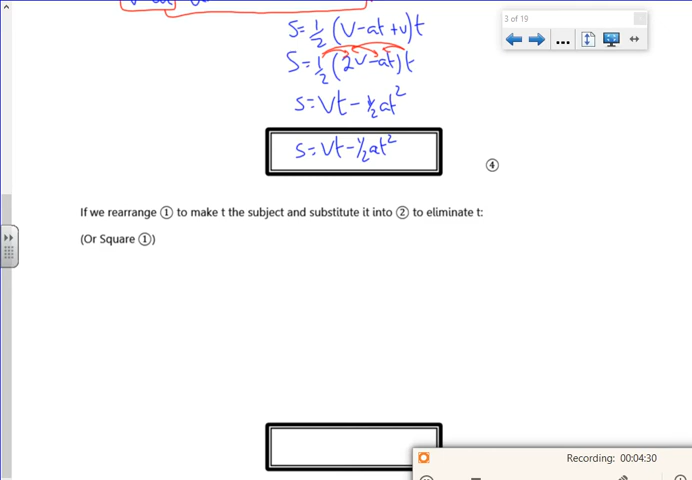 3 of 19
S=½(V-at+v)t
S=½(2v-at)t
s=Vt-½at²
s=Vt-½at²
④
If we rearrange ① to make t the subject and substitute it into ② to eliminate t:
(Or Square ①)
Recording: 00:04:30